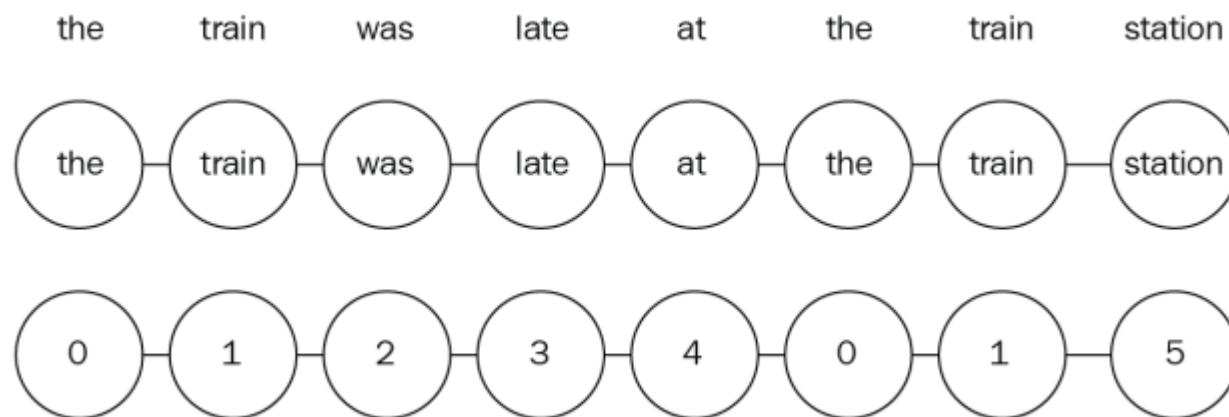 the train was late at the train station
the train was late at the train station
0 1 2 3 4 0 1 5